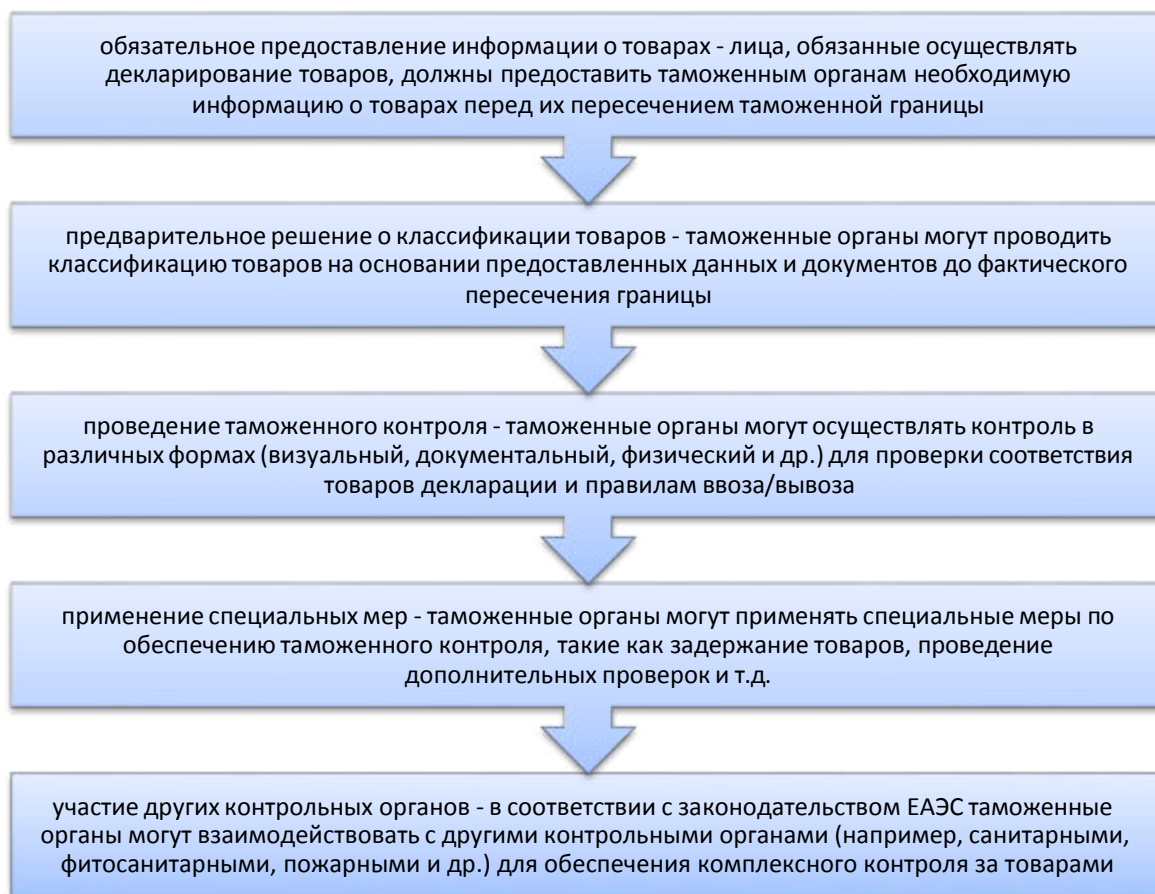 обязательное предоставление информации о товарах - лица, обязанные осуществлять
декларирование товаров, должны предоставить таможенным органам необходимую
информацию о товарах перед их пересечением таможенной границы
предварительное решение о классификации товаров - таможенные органы могут проводить
классификацию товаров на основании предоставленных данных и документов до фактического
пересечения границы
проведение таможенного контроля - таможенные органы могут осуществлять контроль в
различных формах (визуальный, документальный, физический и др.) для проверки соответствия
товаров декларации и правилам ввоза/вывоза
применение специальных мер - таможенные органы могут применять специальные меры по
обеспечению таможенного контроля, такие как задержание товаров, проведение
дополнительных проверок и т.д.
участие других контрольных органов - в соответствии с законодательством ЕАЭС таможенные
органы могут взаимодействовать с другими контрольными органами (например, санитарными,
фитосанитарными, пожарными и др.) для обеспечения комплексного контроля за товарами